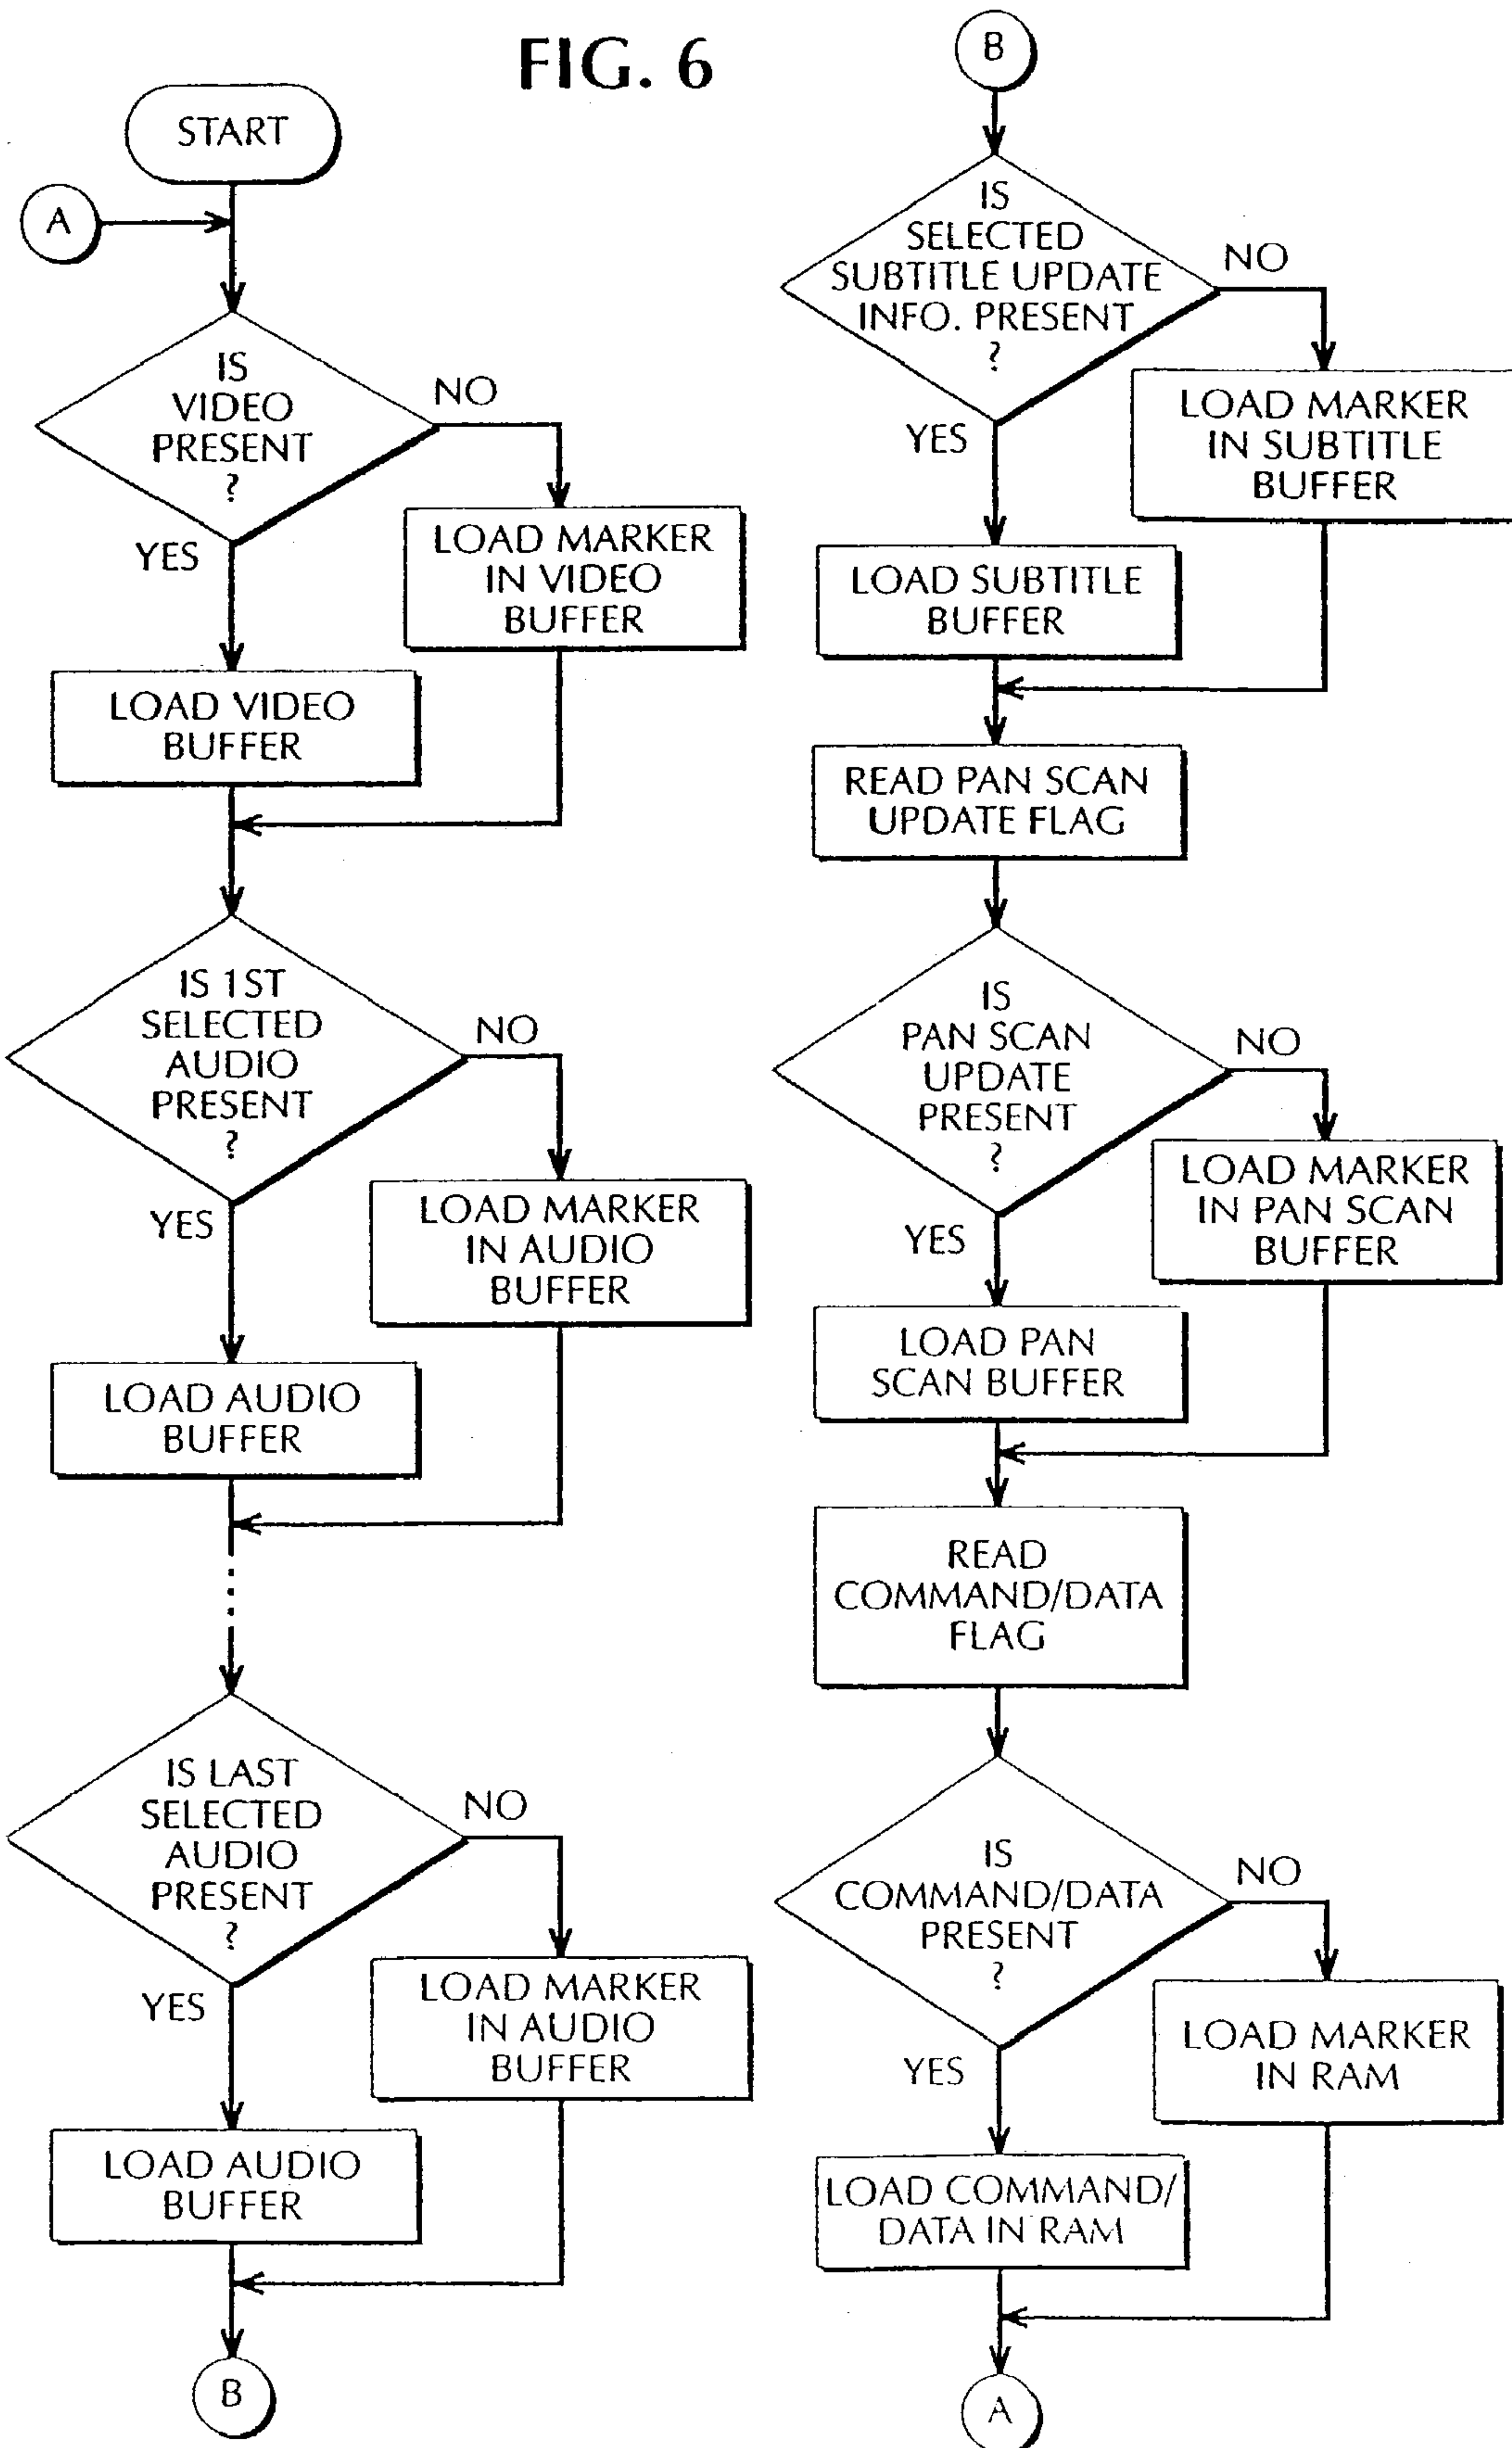 FIG. 6
START
A
IS
VIDEO
PRESENT
?
NO
YES
LOAD MARKER
IN VIDEO
BUFFER
LOAD VIDEO
BUFFER
IS 1ST
SELECTED
AUDIO
PRESENT
?
NO
YES
LOAD MARKER
IN AUDIO
BUFFER
LOAD AUDIO
BUFFER
IS LAST
SELECTED
AUDIO
PRESENT
?
NO
YES
LOAD MARKER
IN AUDIO
BUFFER
LOAD AUDIO
BUFFER
B
B
IS
SELECTED
SUBTITLE UPDATE
INFO. PRESENT
?
NO
YES
LOAD MARKER
IN SUBTITLE
BUFFER
LOAD SUBTITLE
BUFFER
READ PAN SCAN
UPDATE FLAG
IS
PAN SCAN
UPDATE
PRESENT
?
NO
YES
LOAD MARKER
IN PAN SCAN
BUFFER
LOAD PAN
SCAN BUFFER
READ
COMMAND/DATA
FLAG
IS
COMMAND/DATA
PRESENT
?
NO
YES
LOAD MARKER
IN RAM
LOAD COMMAND/
DATA IN RAM
A